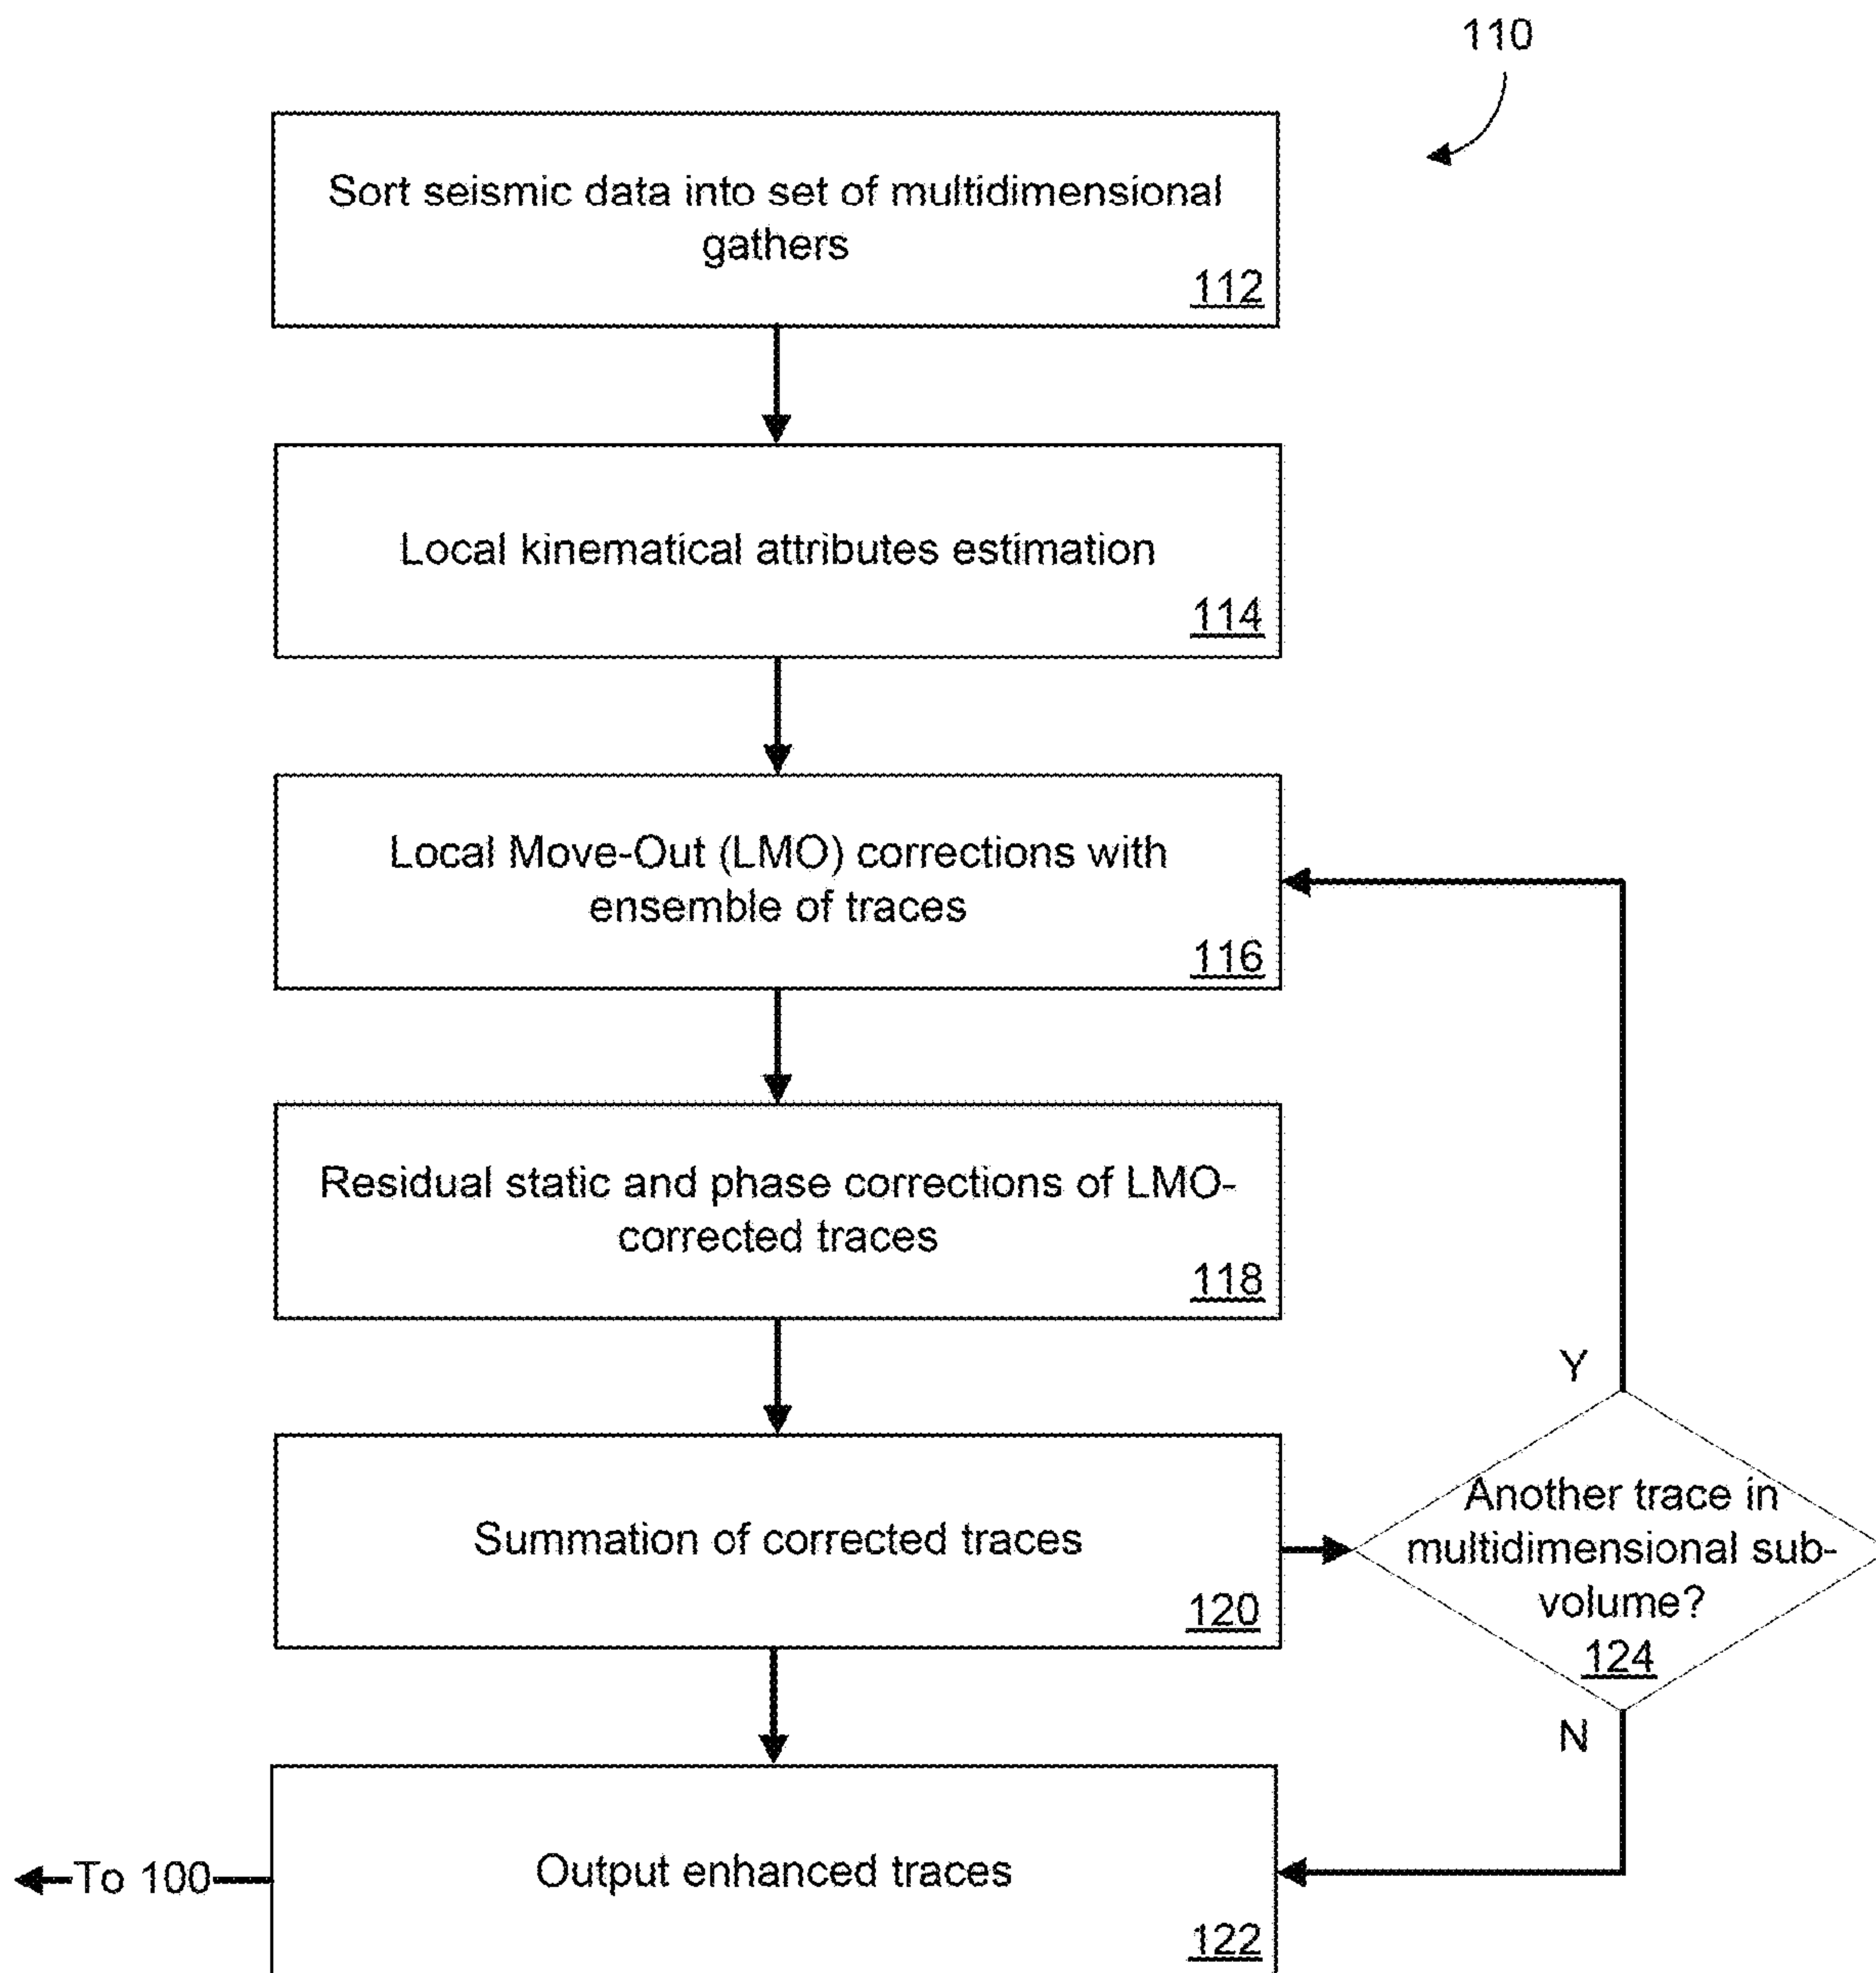 110
Sort seismic data into set of multidimensional
gathers
112
Local kinematical attributes estimation
114
Local Move-Out (LMO) corrections with
ensemble of traces
116
Residual static and phase corrections of LMO-
corrected traces
118
Y
Summation of corrected traces
120
Another trace in
multidimensional sub-
volume?
124
N
Output enhanced traces
122
To 100